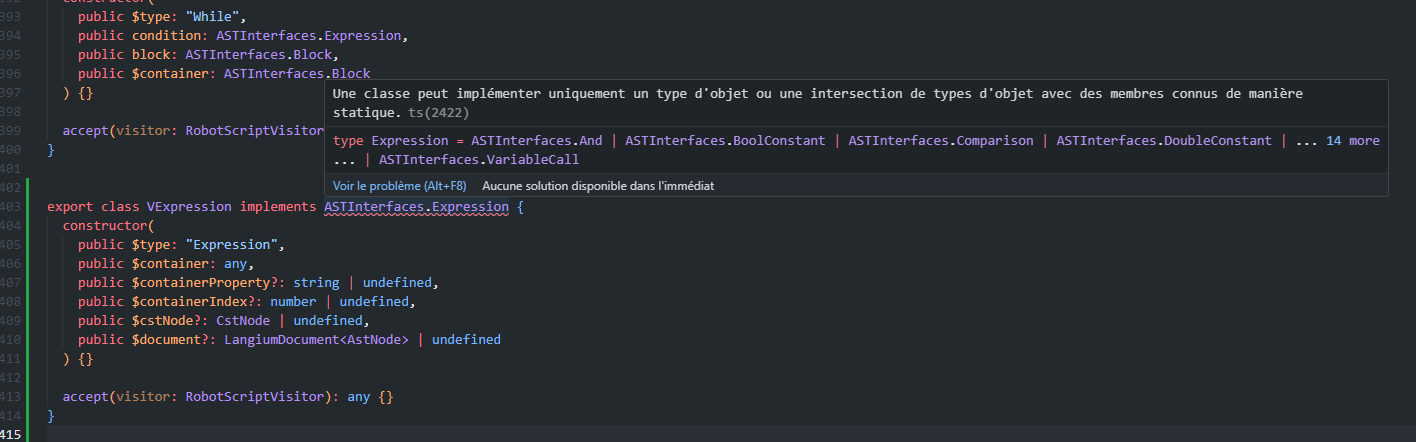 392 constructor(
393 public $type: "While",
394 public condition: ASTInterfaces.Expression,
395 public block: ASTInterfaces.Block,
396 public $container: ASTInterfaces.Block
397 ) {}
Une classe peut implémenter uniquement un type d'objet ou une intersection de types d'objet avec des membres connus de manière
statique. ts(2422)
398
399 accept(visitor: RobotScriptVisitor
type Expression = ASTInterfaces.And | ASTInterfaces.BoolConstant | ASTInterfaces.Comparison | ASTInterfaces.DoubleConstant | ... 14 more
400 }
... | ASTInterfaces.VariableCall
401
Voir le problème (Alt+F8) Aucune solution disponible dans l'immédiat
402
403 export class VExpression implements ASTInterfaces.Expression {
404 constructor(
405 public $type: "Expression",
406 public $container: any,
407 public $containerProperty?: string | undefined,
408 public $containerIndex?: number | undefined,
409 public $cstNode?: CstNode | undefined,
410 public $document?: LangiumDocument<AstNode> | undefined
411 ) {}
412
413 accept(visitor: RobotScriptVisitor): any {}
414 }
415